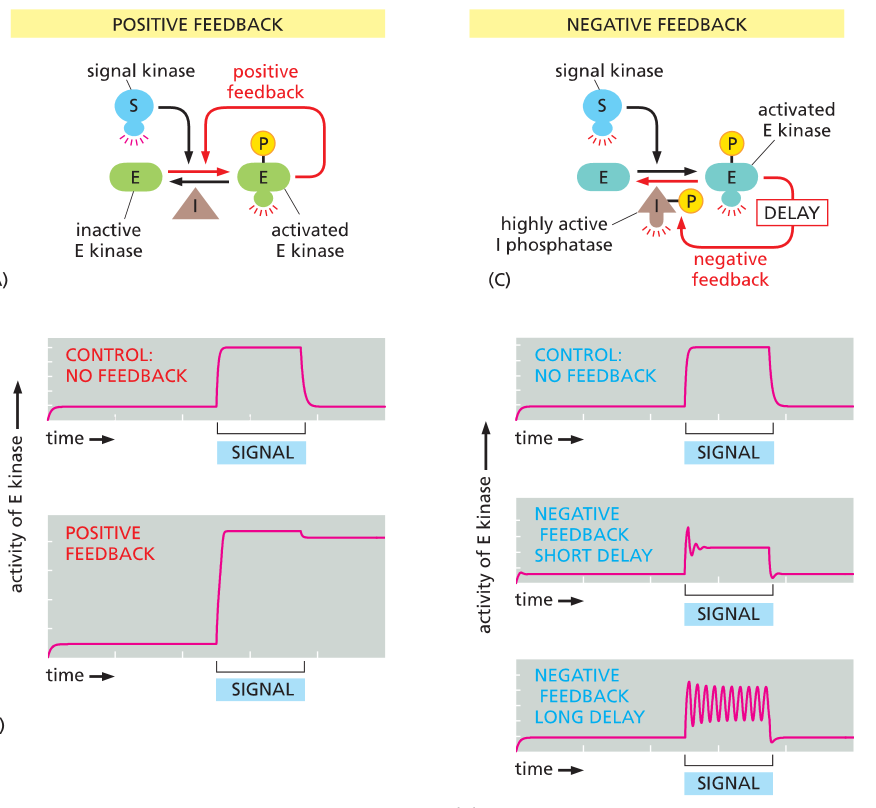 POSITIVE FEEDBACK
signal kinase
positive
feedback
S
P
E
E
I
inactive
E kinase
activated
E kinase
A)
CONTROL:
NO FEEDBACK
time
SIGNAL
POSITIVE
FEEDBACK
time
SIGNAL
activity of E kinase
)
NEGATIVE FEEDBACK
signal kinase
activated
E kinase
S
P
E
E
I
P
DELAY
highly active
I phosphatase
negative
feedback
(C)
CONTROL:
NO FEEDBACK
time
SIGNAL
NEGATIVE
FEEDBACK
SHORT DELAY
time
SIGNAL
NEGATIVE
FEEDBACK
LONG DELAY
time
SIGNAL
activity of E kinase